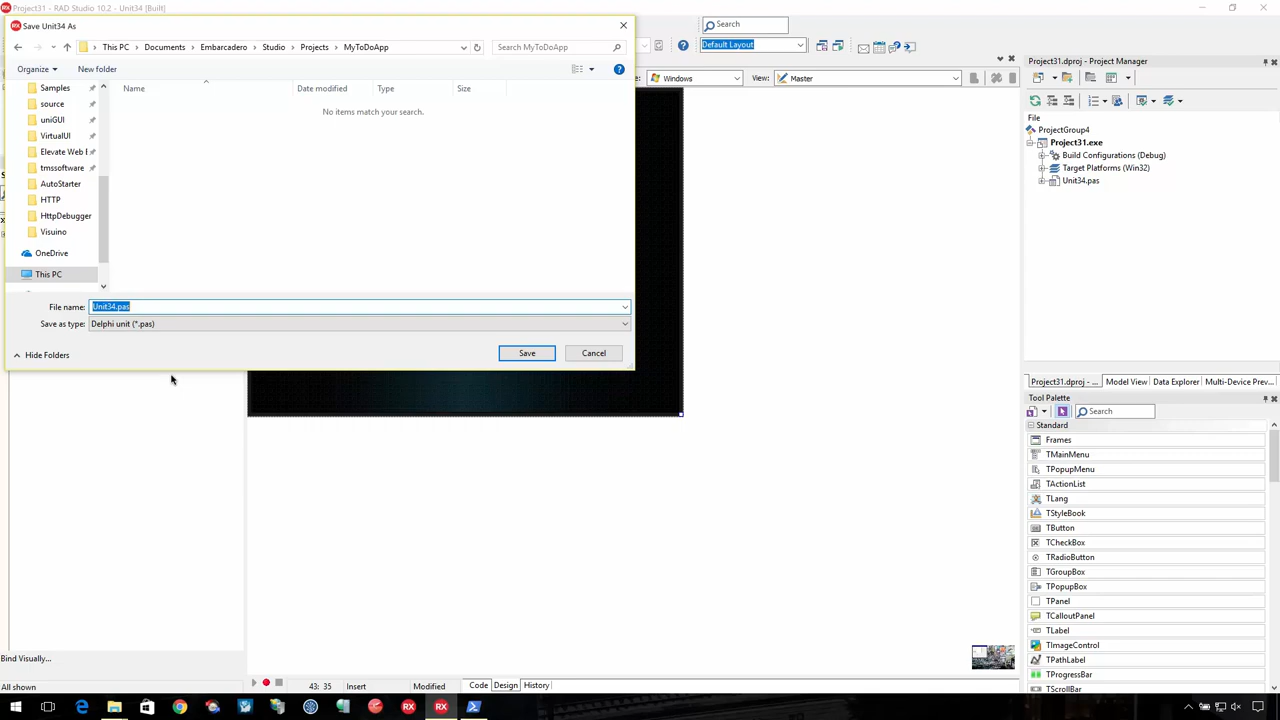 Project31 - RAD Studio 10.2 - Unit34 [Built]
Save Unit34 As
Search
This PC
Documents
Embarcadero
Studio
Projects
MyToDoApp
Search MyToDoApp
Default Layout
Project31.dproj - Project Manager
Organize
New folder
Windows
View:
Master
Samples
source
uniGUI
VirtualUI
Elevate Web E
tmssoftware
AutoStarter
HTTP
HttpDebugger
Visuino
OneDrive
This PC
Name
Date modified
Type
Size
No items match your search.
File
ProjectGroup4
Project31.exe
Build Configurations (Debug)
Target Platforms (Win32)
Unit34.pas
File name:
Unit34.pas
Save as type:
Delphi unit (*.pas)
Hide Folders
Save
Cancel
Project31.dproj - ...
Model View
Data Explorer
Multi-Device Prev...
Tool Palette
Search
Standard
Frames
TMainMenu
TPopupMenu
TActionList
TLang
TStyleBook
TButton
TCheckBox
TRadioButton
TGroupBox
TPopupBox
TPanel
TCalloutPanel
TLabel
TImageControl
TPathLabel
TProgressBar
TScrollBar
Bind Visually...
All shown
43: 35
Insert
Modified
Code
Design
History